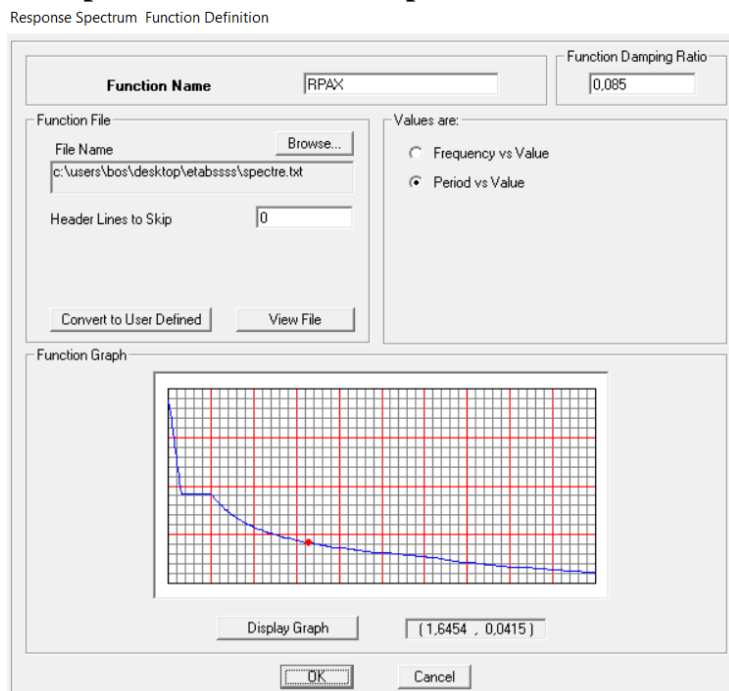 Response Spectrum Function Definition
Function Name
RPAX
Function Damping Ratio
0,085
Function File
File Name
Browse...
c:\users\bos\desktop\etabssss\spectre.txt
Header Lines to Skip
0
Convert to User Defined
View File
Values are:
Frequency vs Value
Period vs Value
Function Graph
Display Graph
(1,6454 , 0,0415)
OK
Cancel